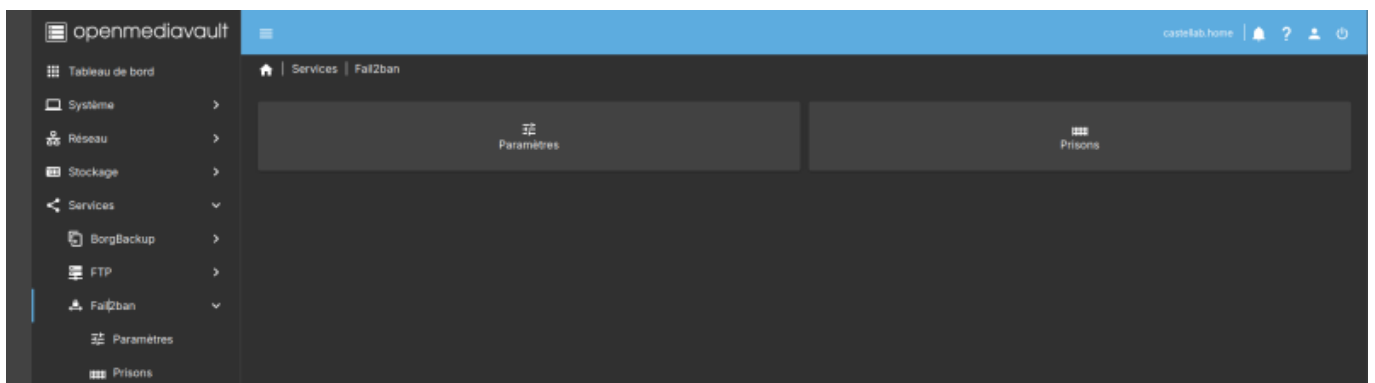 openmediavault
castellab.home
Tableau de bord
Services | Fail2ban
Système
Réseau
Stockage
Services
BorgBackup
FTP
Fail2ban
Paramètres
Prisons
Paramètres
Prisons